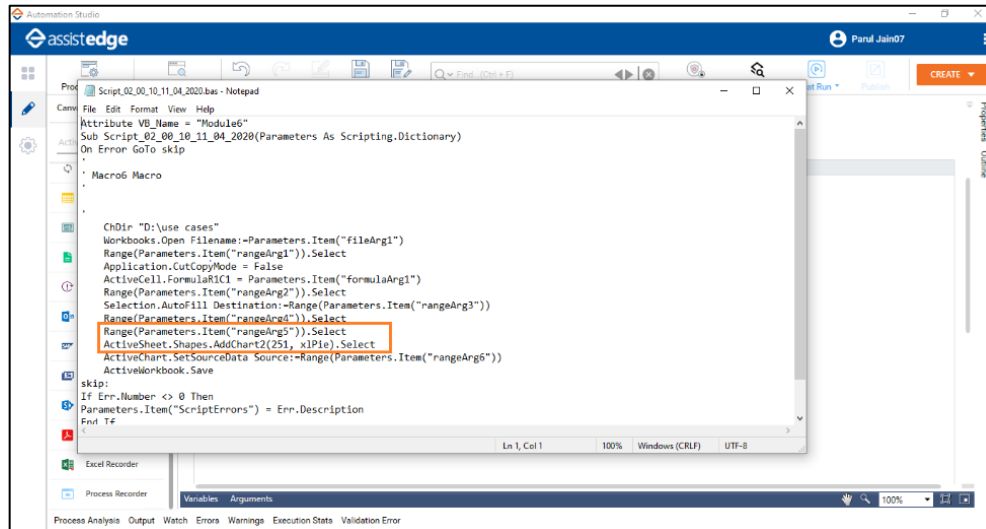 Automation Studio
assistedge
Parul Jain07
Find...(Ctrl + F)
CREATE
Publish
Script_02_00_10_11_04_2020.bas - Notepad
File Edit Format View Help
Attribute VB_Name = "Module6"
Sub Script_02_00_10_11_04_2020(Parameters As Scripting.Dictionary)
On Error GoTo skip
'
' Macro6 Macro
'
'
ChDir "D:\use cases"
Workbooks.Open Filename:=Parameters.Item("fileArg1")
Range(Parameters.Item("rangeArg1")).Select
Application.CutCopyMode = False
ActiveCell.FormulaR1C1 = Parameters.Item("formulaArg1")
Range(Parameters.Item("rangeArg2")).Select
Selection.AutoFill Destination:=Range(Parameters.Item("rangeArg3"))
Range(Parameters.Item("rangeArg4")).Select
Range(Parameters.Item("rangeArg5")).Select
ActiveSheet.Shapes.AddChart2(251, xlPie).Select
ActiveChart.SetSourceData Source:=Range(Parameters.Item("rangeArg6"))
ActiveWorkbook.Save
skip:
If Err.Number <> 0 Then
Parameters.Item("ScriptErrors") = Err.Description
End If
Ln 1, Col 1 100% Windows (CRLF) UTF-8
Properties
Outline
Excel Recorder
Process Recorder
Variables Arguments
100%
Process Analysis Output Watch Errors Warnings Execution Stats Validation Error